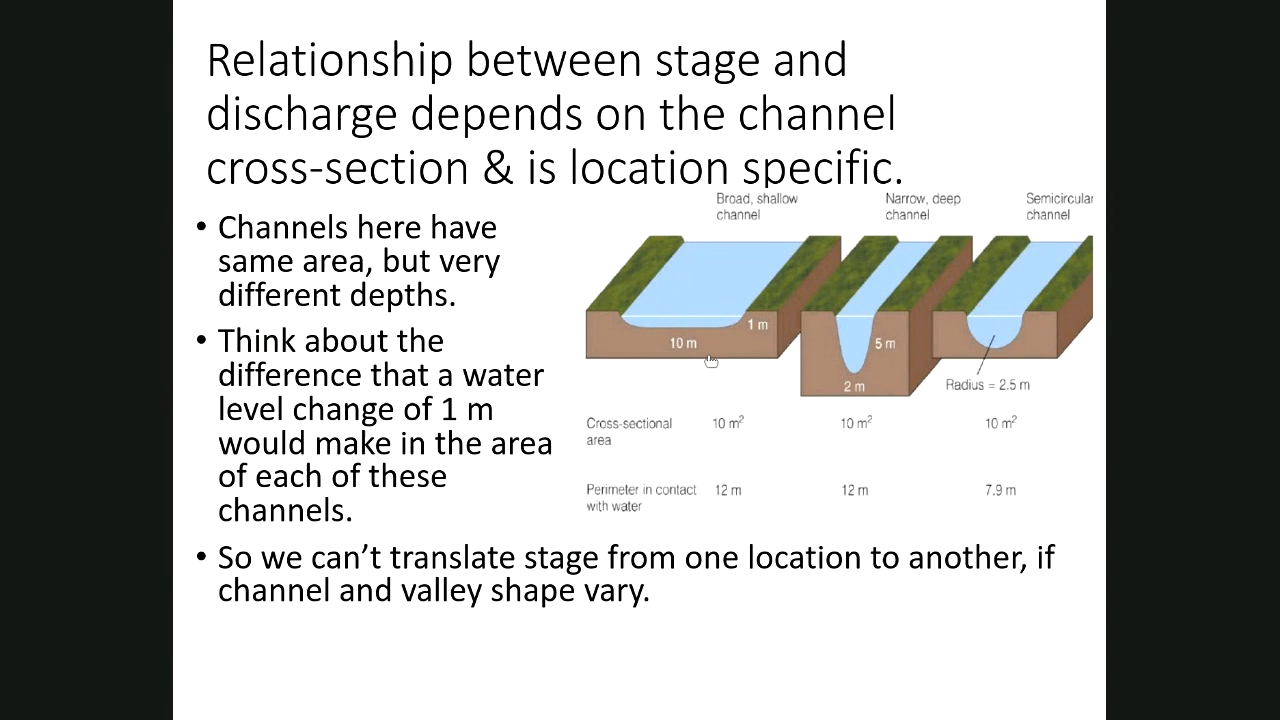 Relationship between stage and
discharge depends on the channel
cross-section & is location specific.
• Channels here have
same area, but very
different depths.
• Think about the
difference that a water
level change of 1 m
would make in the area
of each of these
channels.
• So we can’t translate stage from one location to another, if
channel and valley shape vary.
Broad, shallow
channel
Narrow, deep
channel
Semicircular
channel
1 m
10 m
5 m
2 m
Radius = 2.5 m
Cross-sectional
area
10 m²
10 m²
10 m²
Perimeter in contact
with water
12 m
12 m
7.9 m